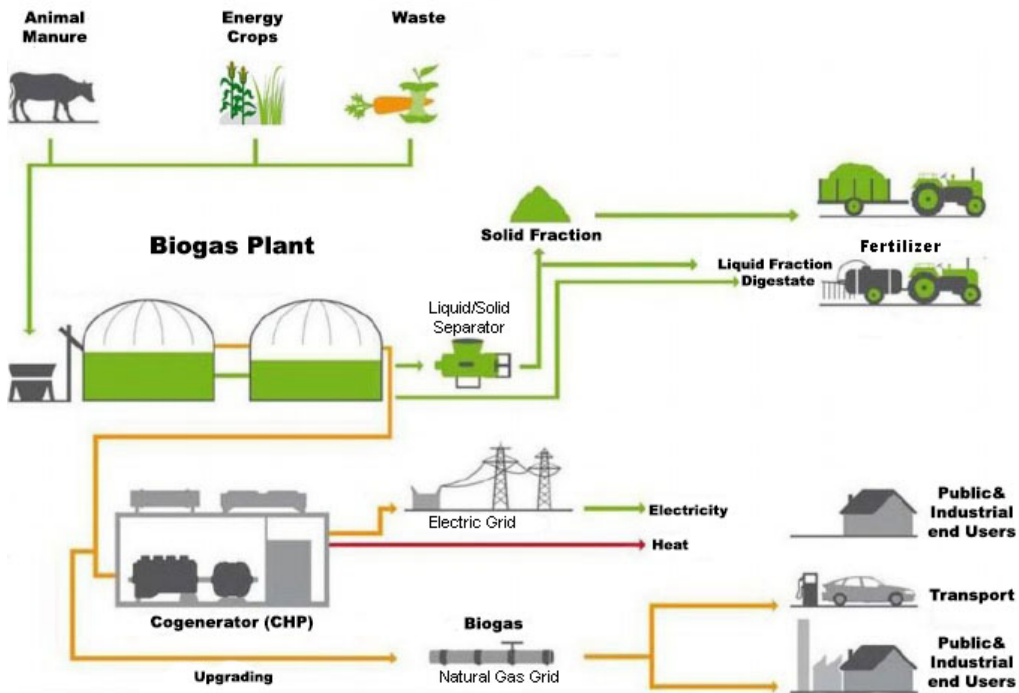 Animal
Manure
Energy
Crops
Waste
Solid Fraction
Biogas Plant
Fertilizer
Liquid Fraction
Digestate
Liquid/Solid
Separator
Electricity
Electric Grid
Heat
Public&
Industrial
end Users
Cogenerator (CHP)
Biogas
Transport
Upgrading
Natural Gas Grid
Public&
Industrial
end Users